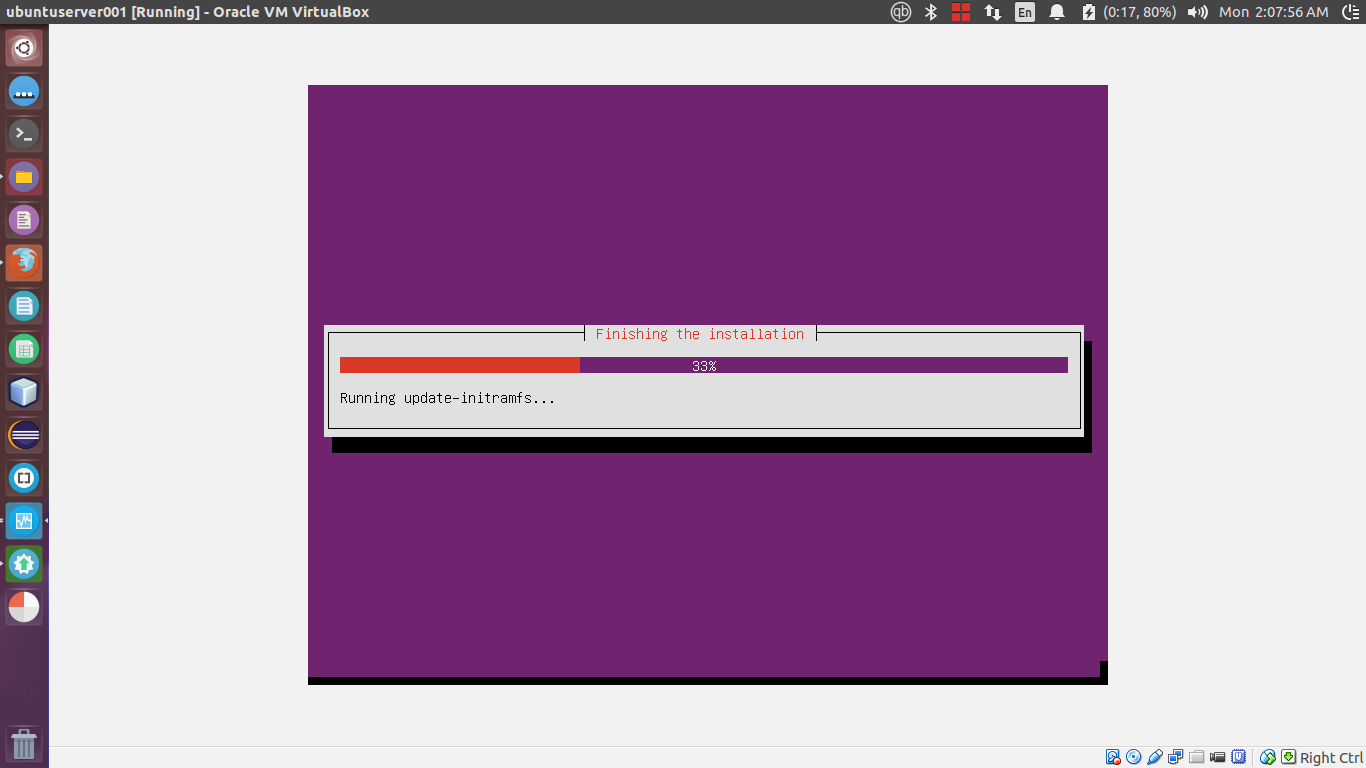 ubuntuserver001 [Running] - Oracle VM VirtualBox
qb
En
(0:17, 80%)
Mon 2:07:56 AM
Finishing the installation
33%
Running update-initramfs...
Right Ctrl